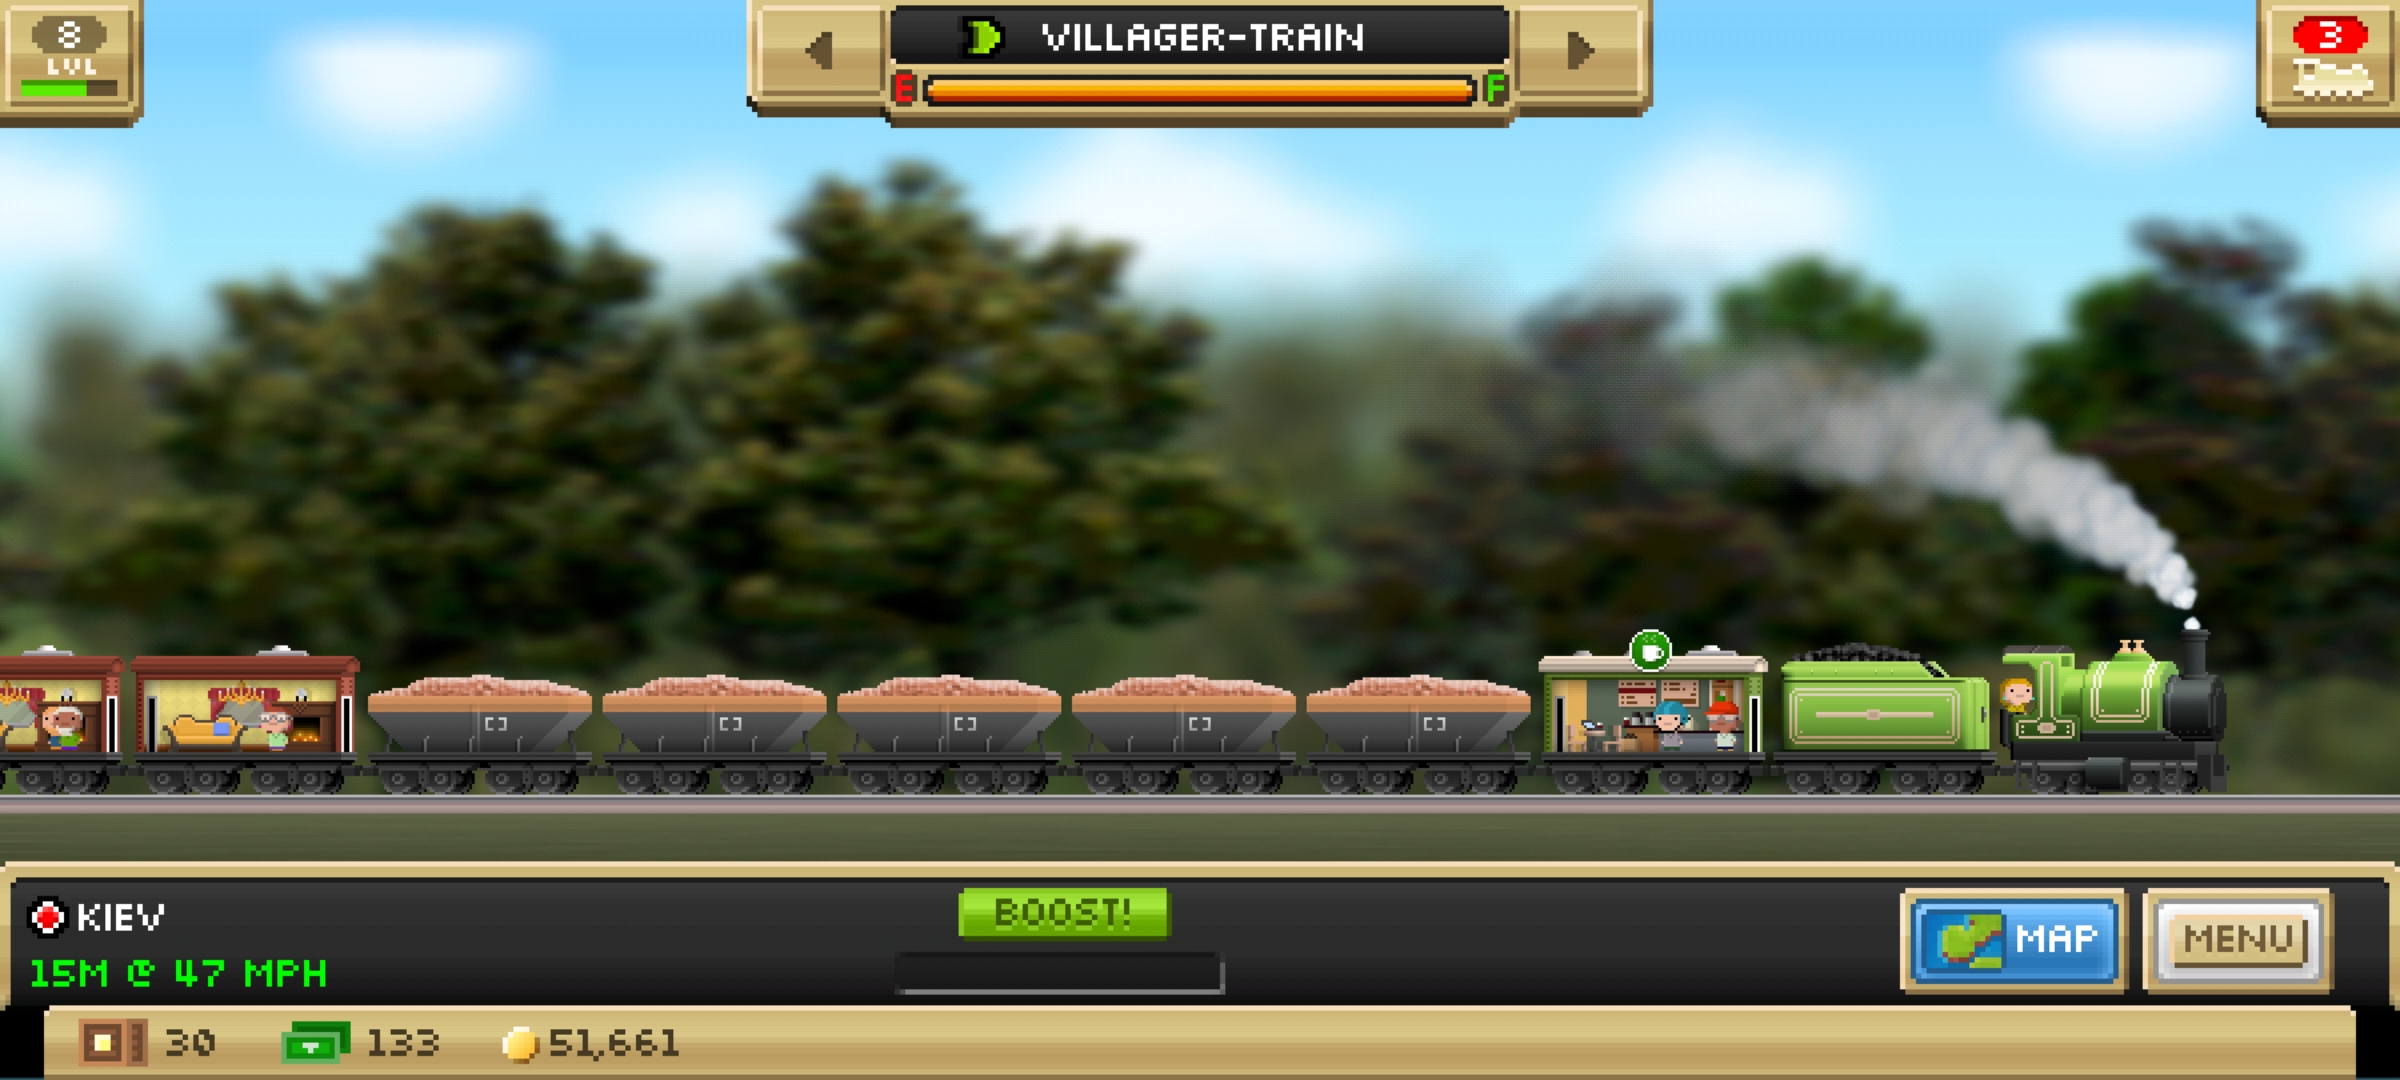 8
LVL
VILLAGER-TRAIN
E F
3
KIEV
BOOST!
15M @ 47 MPH
MAP
MENU
30
133
51,661